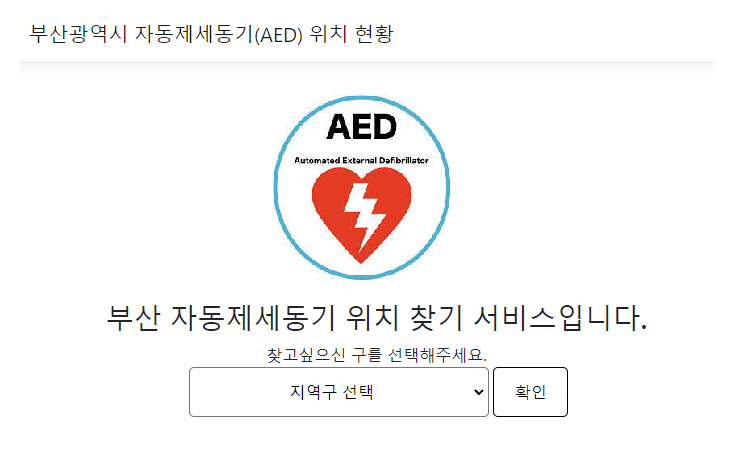 부산광역시 자동제세동기(AED) 위치 현황
AED
Automated External Defibrillator
부산 자동제세동기 위치 찾기 서비스입니다.
찾고싶으신 구를 선택해주세요.
지역구 선택 확인